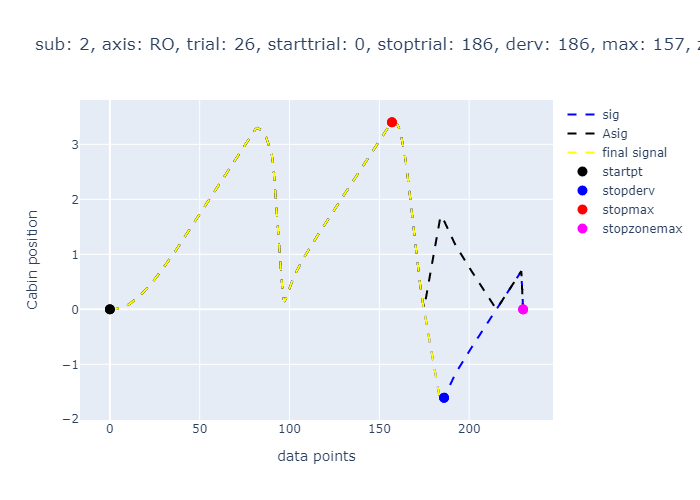 sub: 2, axis: RO, trial: 26, starttrial: 0, stoptrial: 186, derv: 186, max: 157, z
sig
Asig
final signal
startpt
stopderv
stopmax
stopzonemax
Cabin position
3
2
1
0
−1
−2
0
50
100
150
200
data points